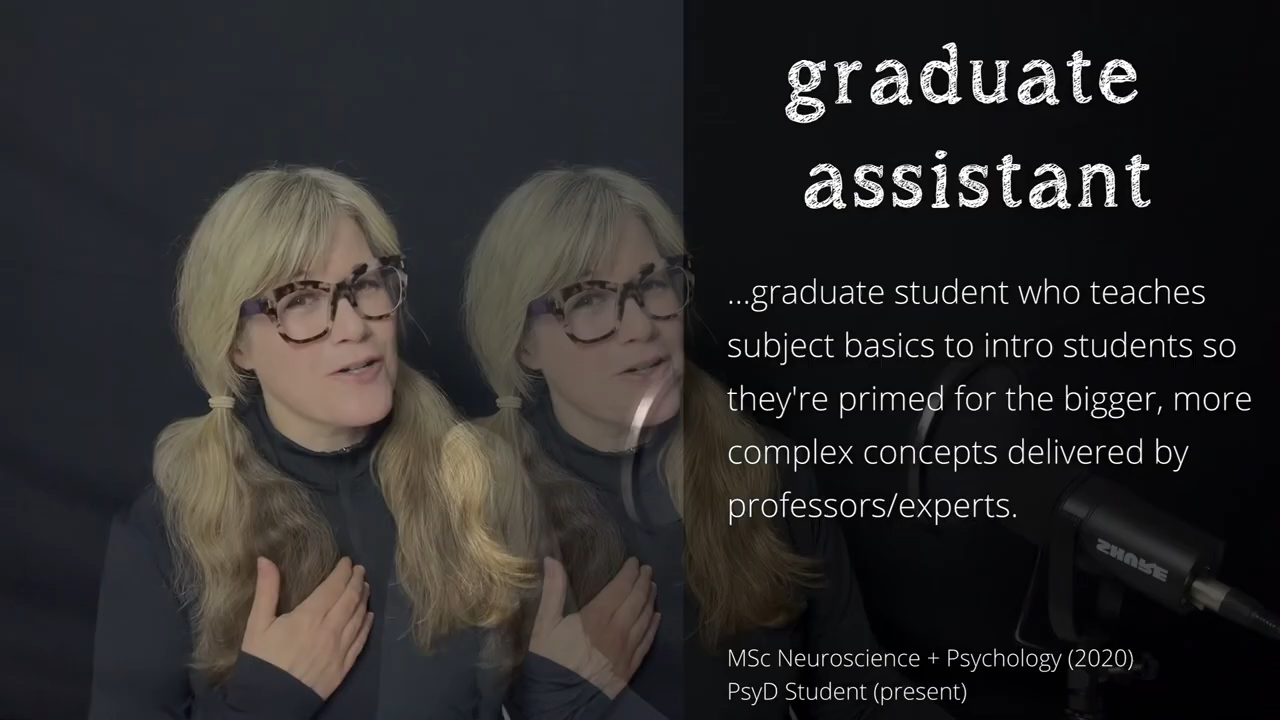 graduate
assistant
...graduate student who teaches
subject basics to intro students so
they're primed for the bigger, more
complex concepts delivered by
professors/experts.
SHURE
MSc Neuroscience + Psychology (2020)
PsyD Student (present)